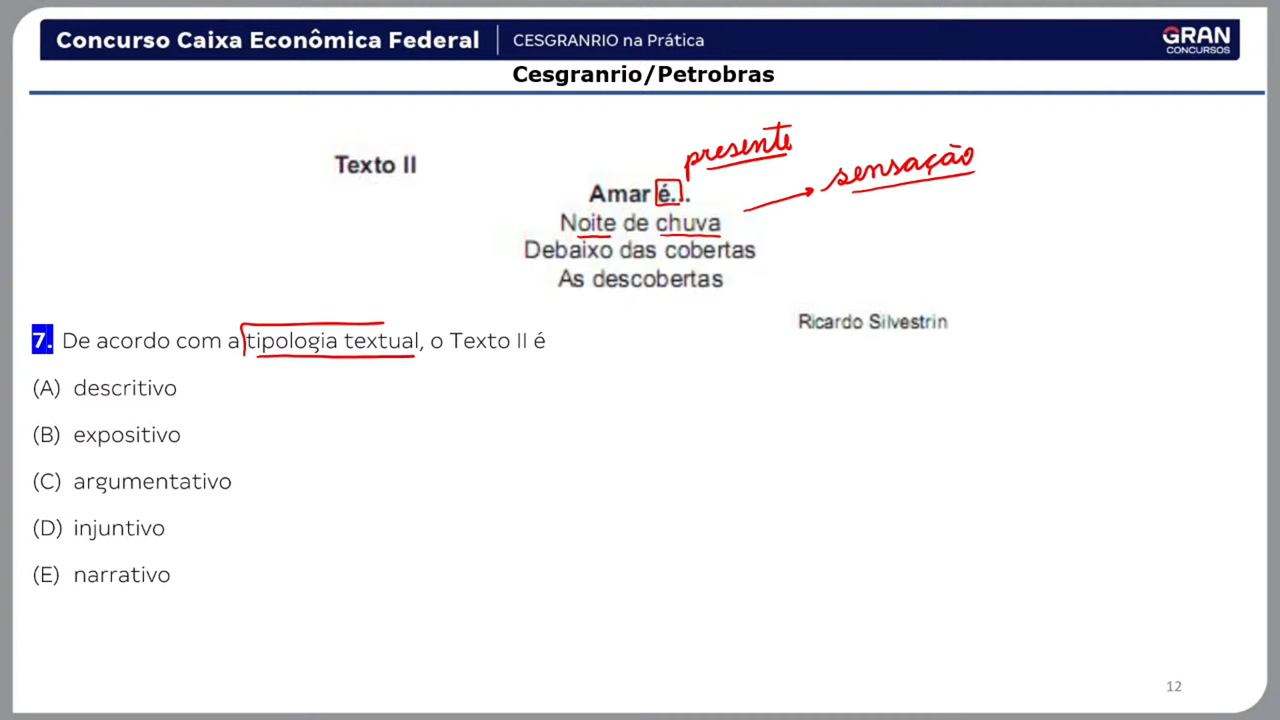 Concurso Caixa Econômica Federal | CESGRANRIO na Prática
GRAN
CONCURSOS
Cesgranrio/Petrobras
presente
sensação
Texto II
Amar é...
Noite de chuva
Debaixo das cobertas
As descobertas
Ricardo Silvestrin
7. De acordo com a tipologia textual, o Texto II é
(A) descritivo
(B) expositivo
(C) argumentativo
(D) injuntivo
(E) narrativo
12